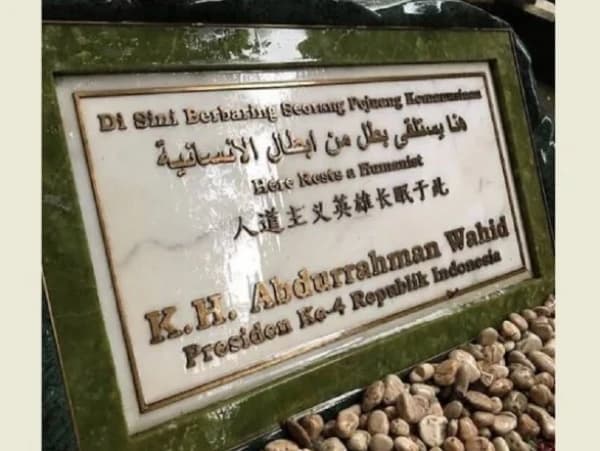 Di Sini Berbaring Seorang Pejuang Kemanusiaan
هنا يستلقي بطل من ابطال الانسانية
Here Rests a Humanist
人道主义英雄长眠于此
K.H. Abdurrahman Wahid
Presiden Ke-4 Republik Indonesia